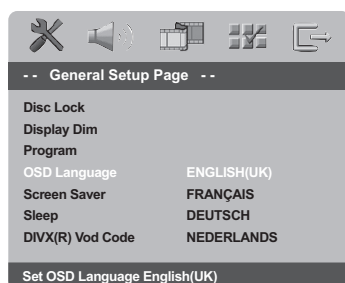 -- General Setup Page --
Disc Lock
Display Dim
Program
OSD Language ENGLISH(UK)
Screen Saver FRANÇAIS
Sleep DEUTSCH
DIVX(R) Vod Code NEDERLANDS
Set OSD Language English(UK)